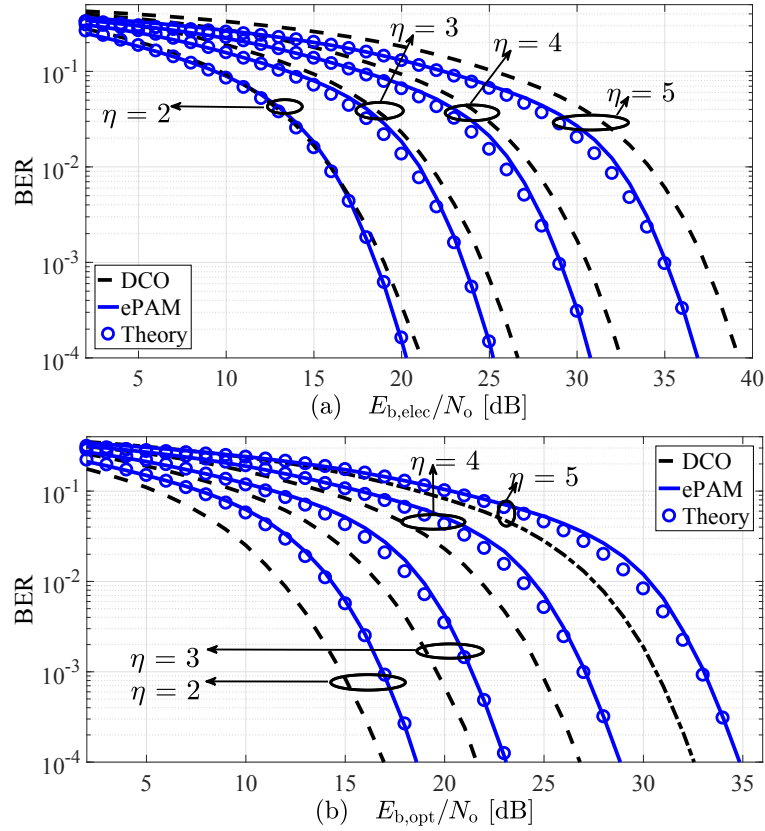 10^-1
10^-2
10^-3
10^-4
BER
η = 2
η = 3
η = 4
η = 5
DCO
ePAM
Theory
5 10 15 20 25 30 35 40
(a) E_b,elec/N_o [dB]
10^-1
10^-2
10^-3
10^-4
BER
η = 4
η = 5
η = 3
η = 2
DCO
ePAM
Theory
5 10 15 20 25 30 35
(b) E_b,opt/N_o [dB]